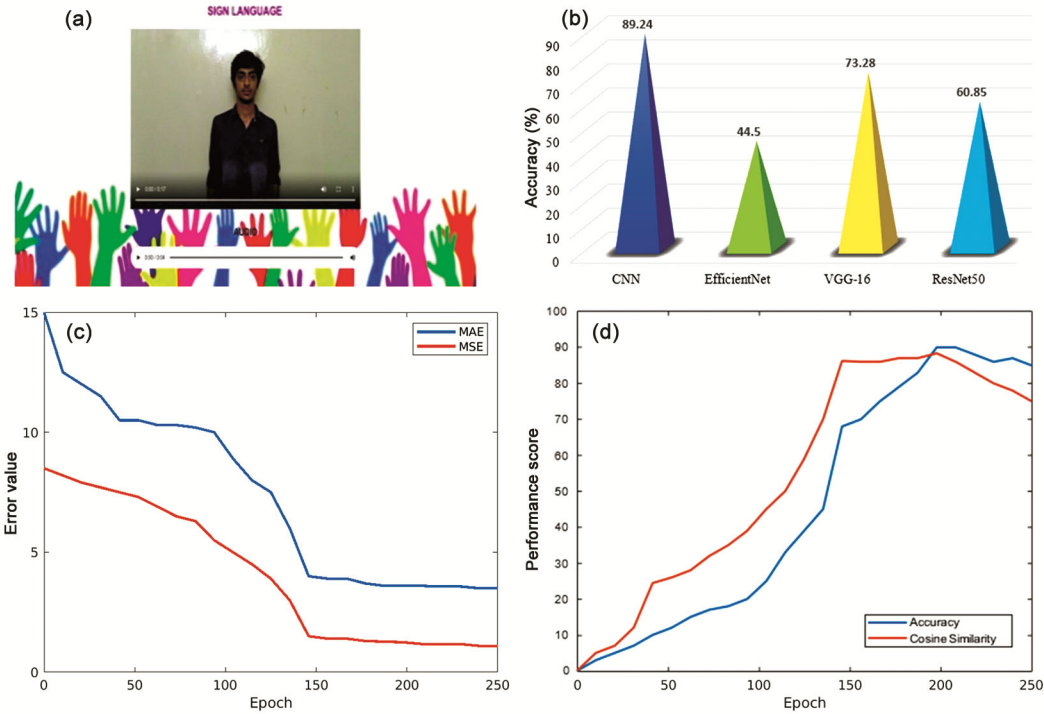 (a)
SIGN LANGUAGE
0:00 / 0:17
AUDIO
0:00 / 0:04
(b)
Accuracy (%)
90
80
70
60
50
40
30
20
10
0
89.24
44.5
73.28
60.85
CNN EfficientNet VGG-16 ResNet50
(c)
Error value
15
10
5
0
MAE
MSE
0 50 100 150 200 250
Epoch
(d)
Performance score
100
90
80
70
60
50
40
30
20
10
0
Accuracy
Cosine Similarity
0 50 100 150 200 250
Epoch